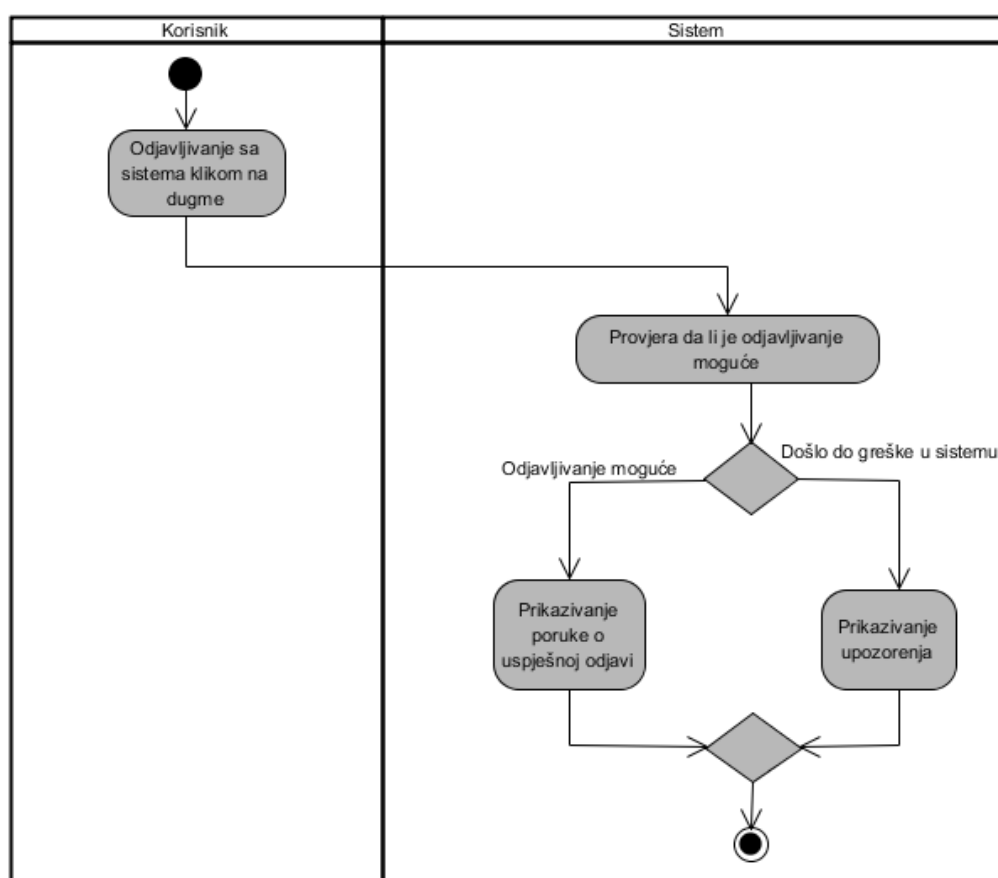 Korisnik
Sistem
Odjavljivanje sa
sistema klikom na
dugme
Provjera da li je odjavljivanje
moguće
Odjavljivanje moguće
Došlo do greške u sistemu
Prikazivanje
poruke o
uspješnoj odjavi
Prikazivanje
upozorenja